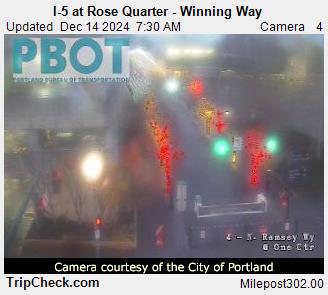 I-5 at Rose Quarter - Winning Way
Updated Dec 14 2024 7:30 AM Camera 4
PBOT
PORTLAND BUREAU OF TRANSPORTATION
4 - N. Ramsey Wy
@ One Ctr
Camera courtesy of the City of Portland
TripCheck.com Milepost302.00